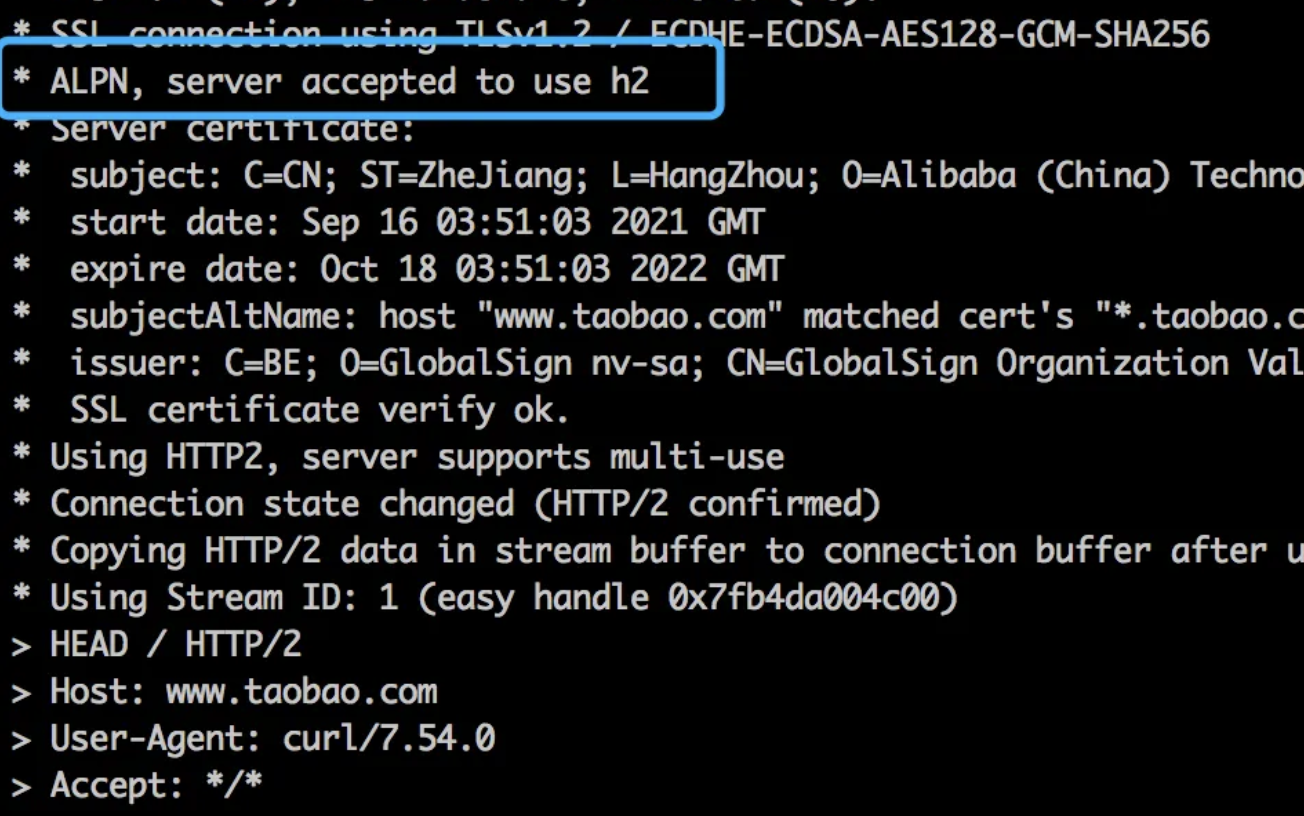 * SSL connection using TLSv1.2 / ECDHE-ECDSA-AES128-GCM-SHA256
* ALPN, server accepted to use h2
* Server certificate:
*  subject: C=CN; ST=ZheJiang; L=HangZhou; O=Alibaba (China) Techno
*  start date: Sep 16 03:51:03 2021 GMT
*  expire date: Oct 18 03:51:03 2022 GMT
*  subjectAltName: host "www.taobao.com" matched cert's "*.taobao.c
*  issuer: C=BE; O=GlobalSign nv-sa; CN=GlobalSign Organization Val
*  SSL certificate verify ok.
* Using HTTP2, server supports multi-use
* Connection state changed (HTTP/2 confirmed)
* Copying HTTP/2 data in stream buffer to connection buffer after u
* Using Stream ID: 1 (easy handle 0x7fb4da004c00)
> HEAD / HTTP/2
> Host: www.taobao.com
> User-Agent: curl/7.54.0
> Accept: */*